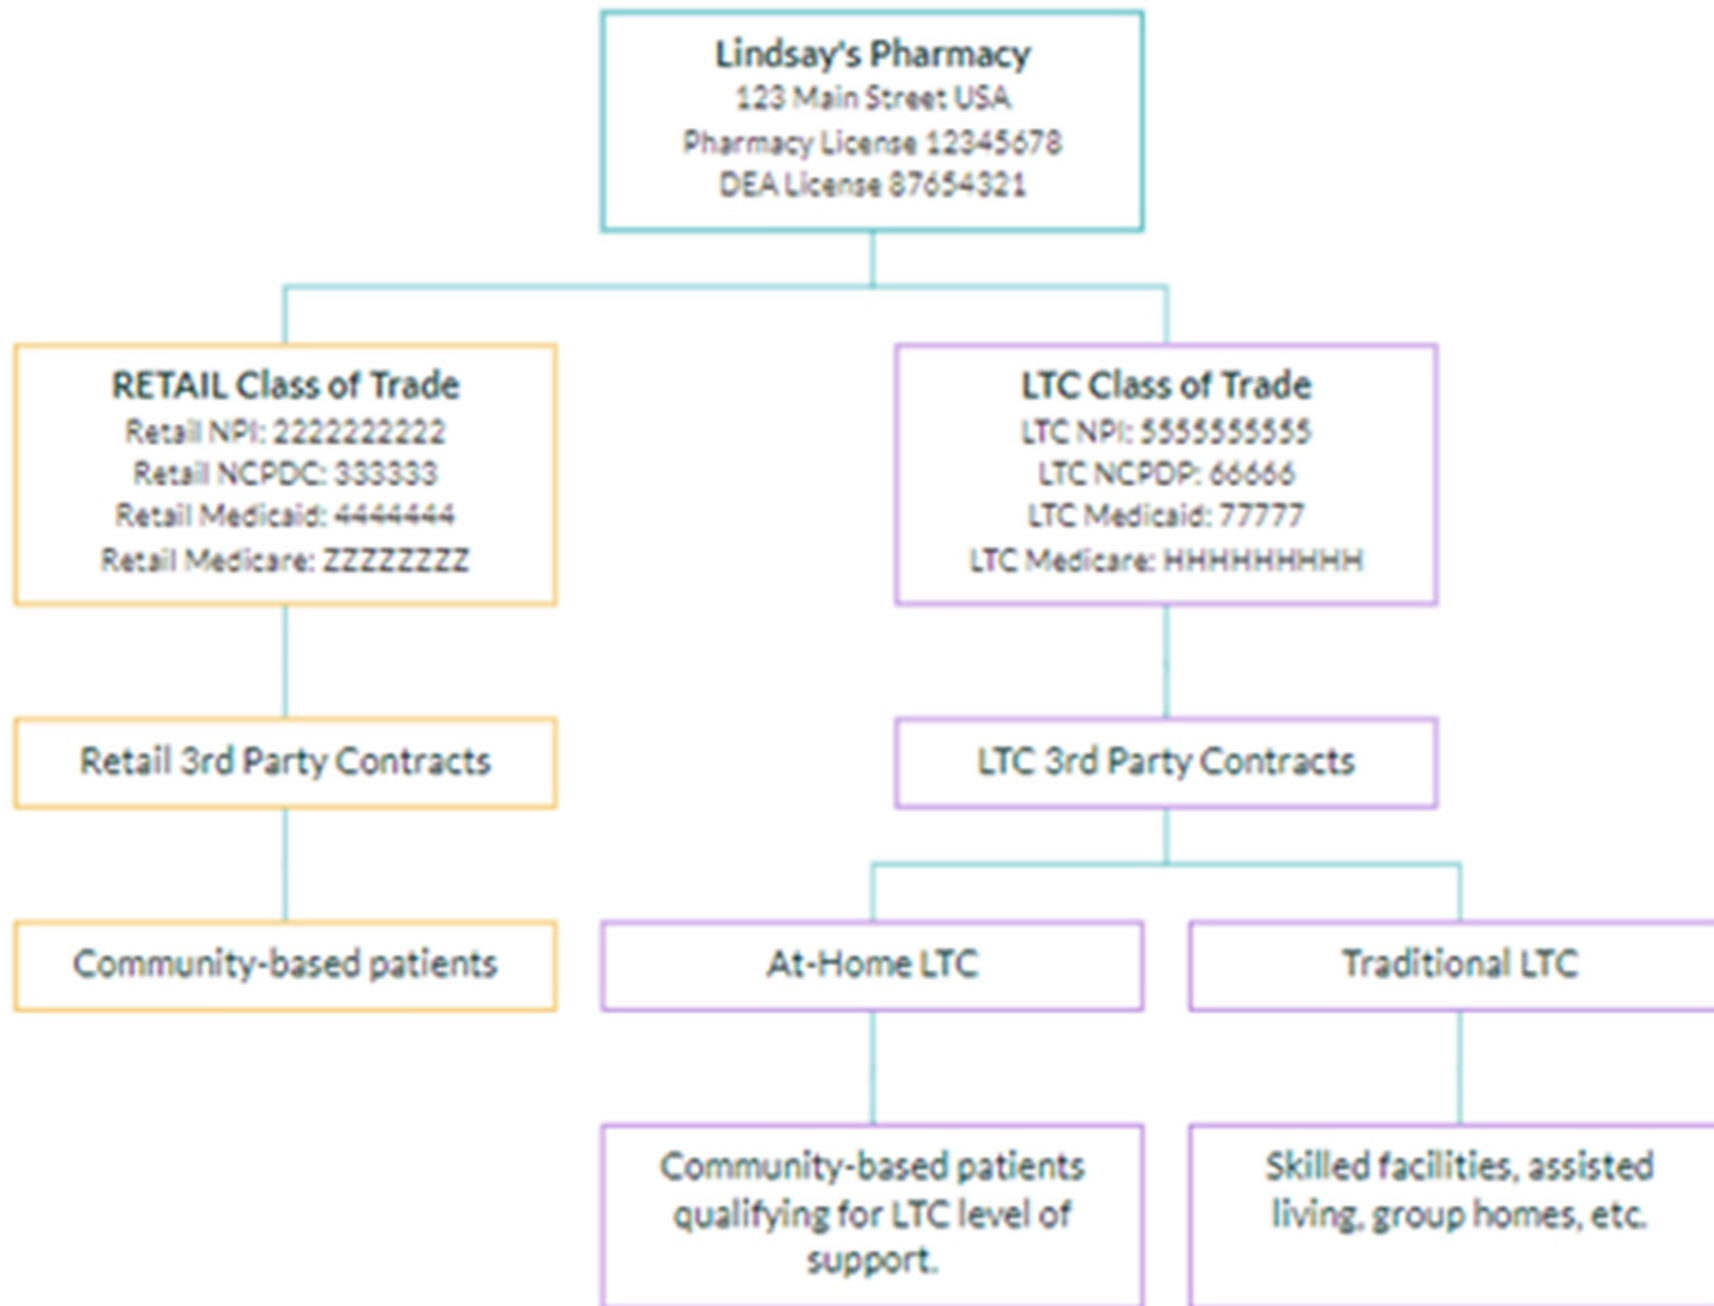 Lindsay's Pharmacy
123 Main Street USA
Pharmacy License 12345678
DEA License 87654321
RETAIL Class of Trade
Retail NPI: 2222222222
Retail NCPDC: 333333
Retail Medicaid: 4444444
Retail Medicare: ZZZZZZZZ
LTC Class of Trade
LTC NPI: 5555555555
LTC NCPDP: 66666
LTC Medicaid: 77777
LTC Medicare: HHHHHHHHH
Retail 3rd Party Contracts
LTC 3rd Party Contracts
Community-based patients
At-Home LTC
Traditional LTC
Community-based patients
qualifying for LTC level of
support.
Skilled facilities, assisted
living, group homes, etc.